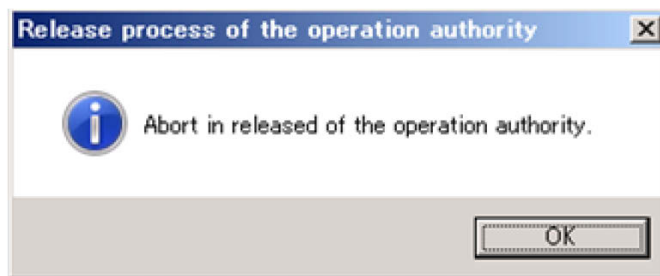 Release process of the operation authority
Abort in released of the operation authority.
OK